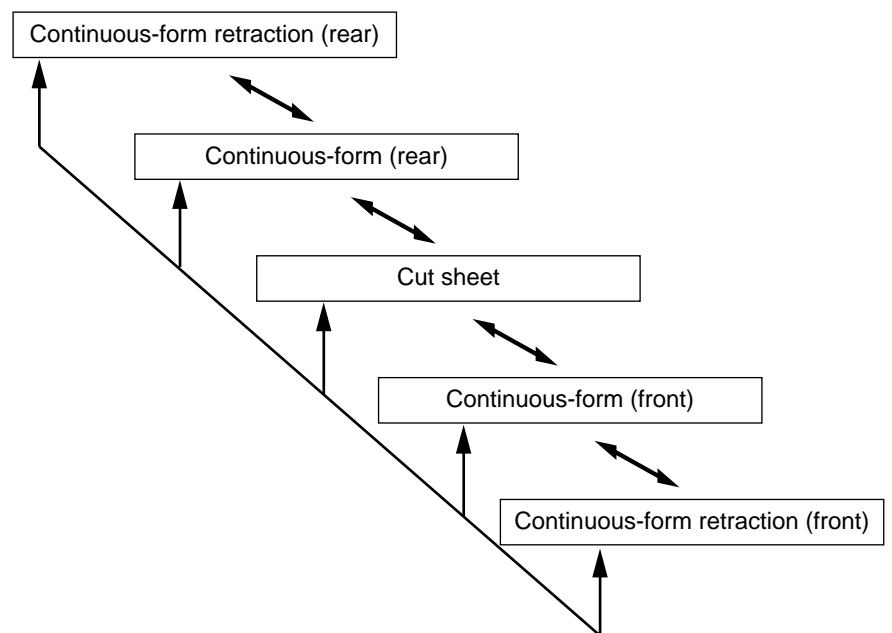 Continuous-form retraction (rear)
Continuous-form (rear)
Cut sheet
Continuous-form (front)
Continuous-form retraction (front)